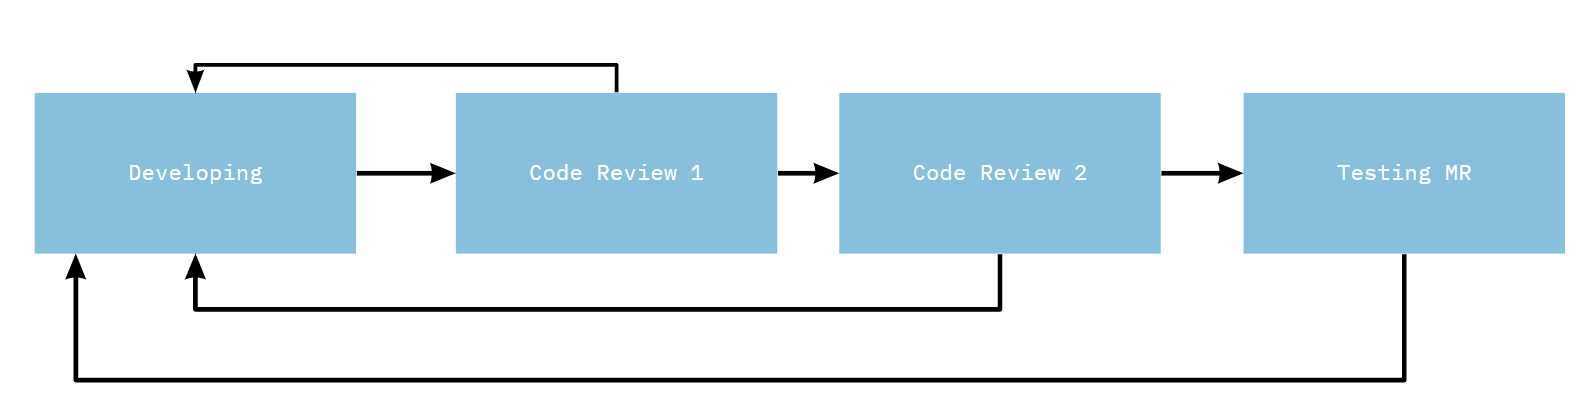 Developing
Code Review 1
Code Review 2
Testing MR